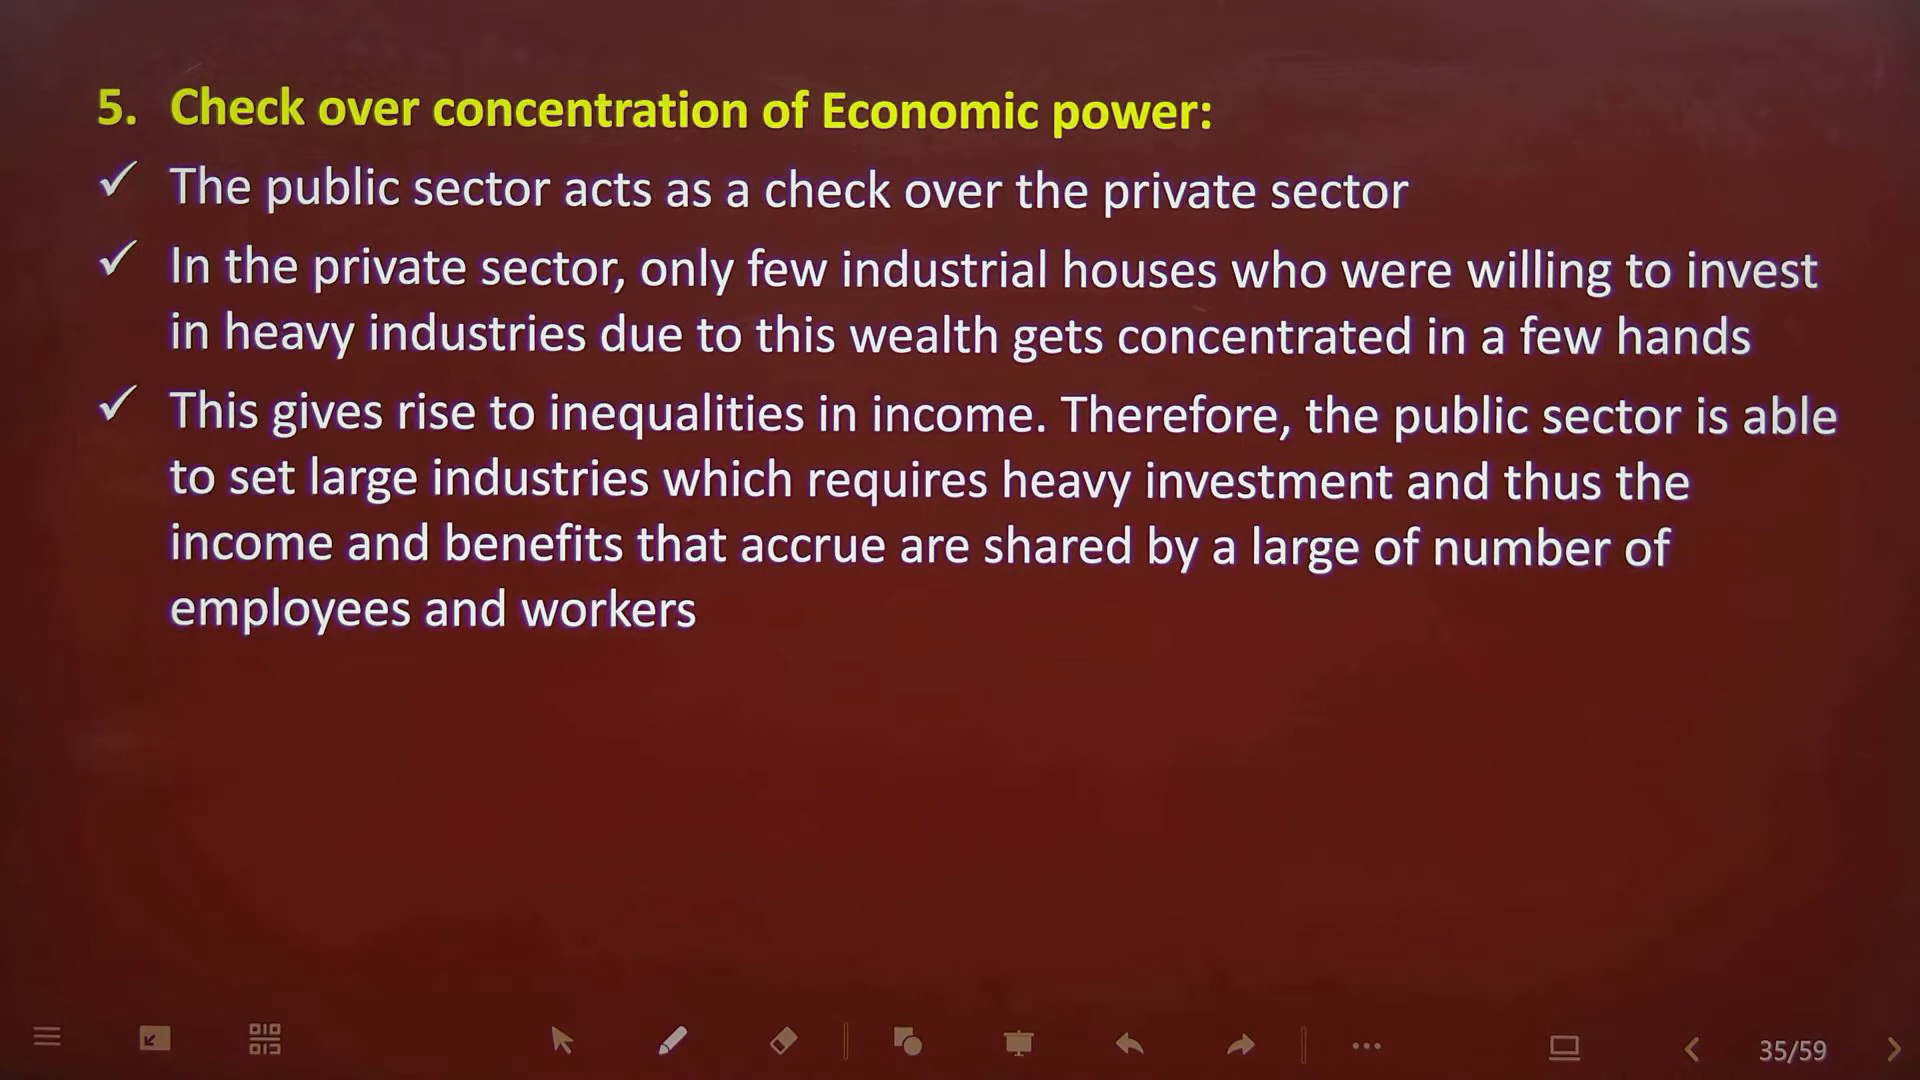 5. Check over concentration of Economic power:
✓ The public sector acts as a check over the private sector
✓ In the private sector, only few industrial houses who were willing to invest
in heavy industries due to this wealth gets concentrated in a few hands
✓ This gives rise to inequalities in income. Therefore, the public sector is able
to set large industries which requires heavy investment and thus the
income and benefits that accrue are shared by a large of number of
employees and workers
35/59